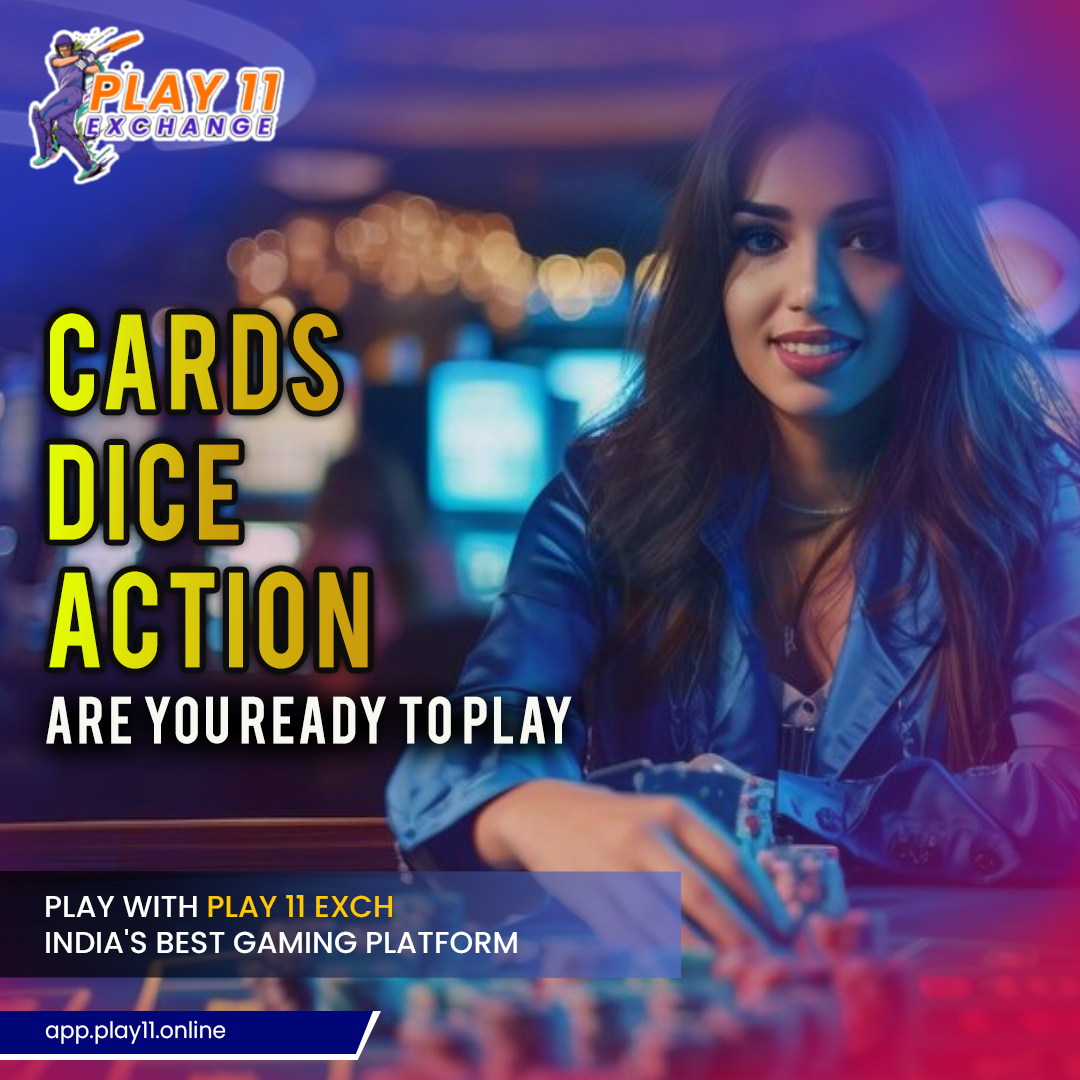 PLAY 11
EXCHANGE
CARDS
DICE
ACTION
ARE YOU READY TO PLAY
PLAY WITH PLAY 11 EXCH
INDIA'S BEST GAMING PLATFORM
app.play11.online